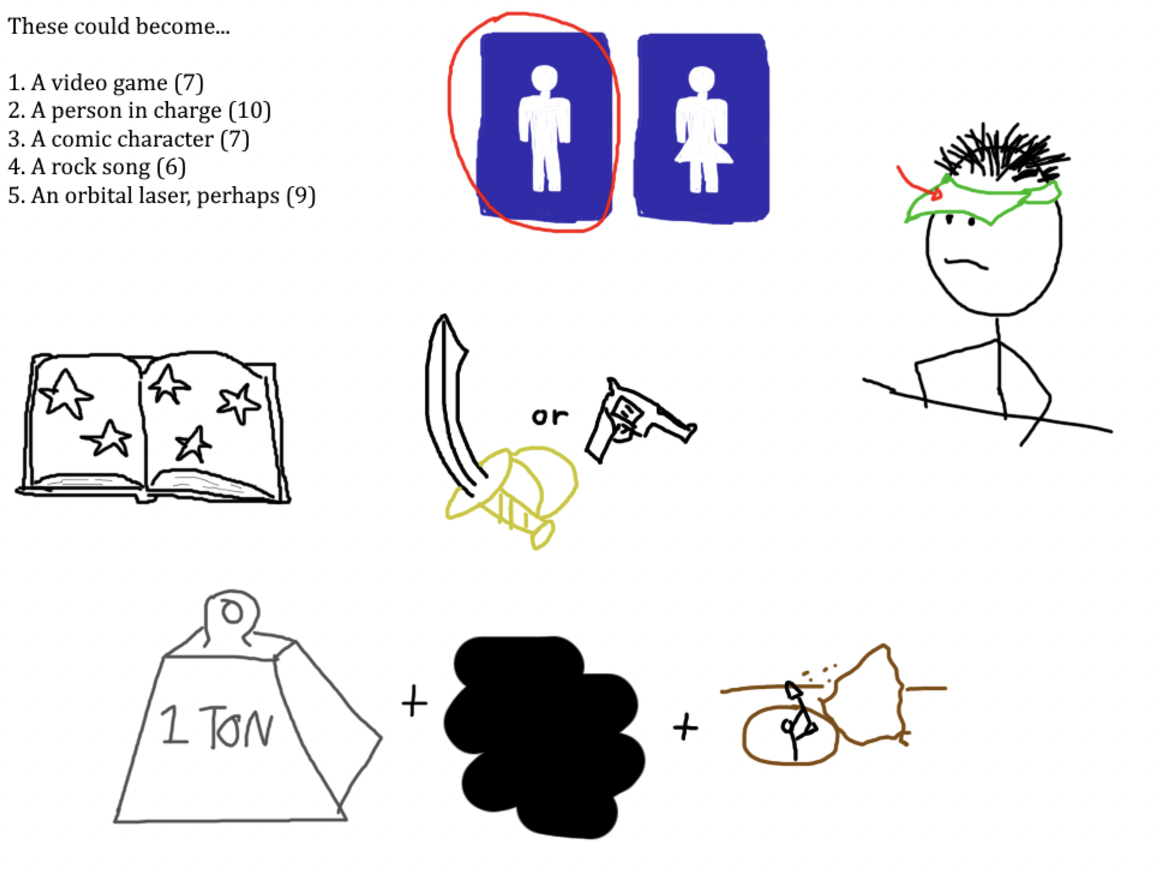 These could become...
1. A video game (7)
2. A person in charge (10)
3. A comic character (7)
4. A rock song (6)
5. An orbital laser, perhaps (9)
or
1 TON
+
+